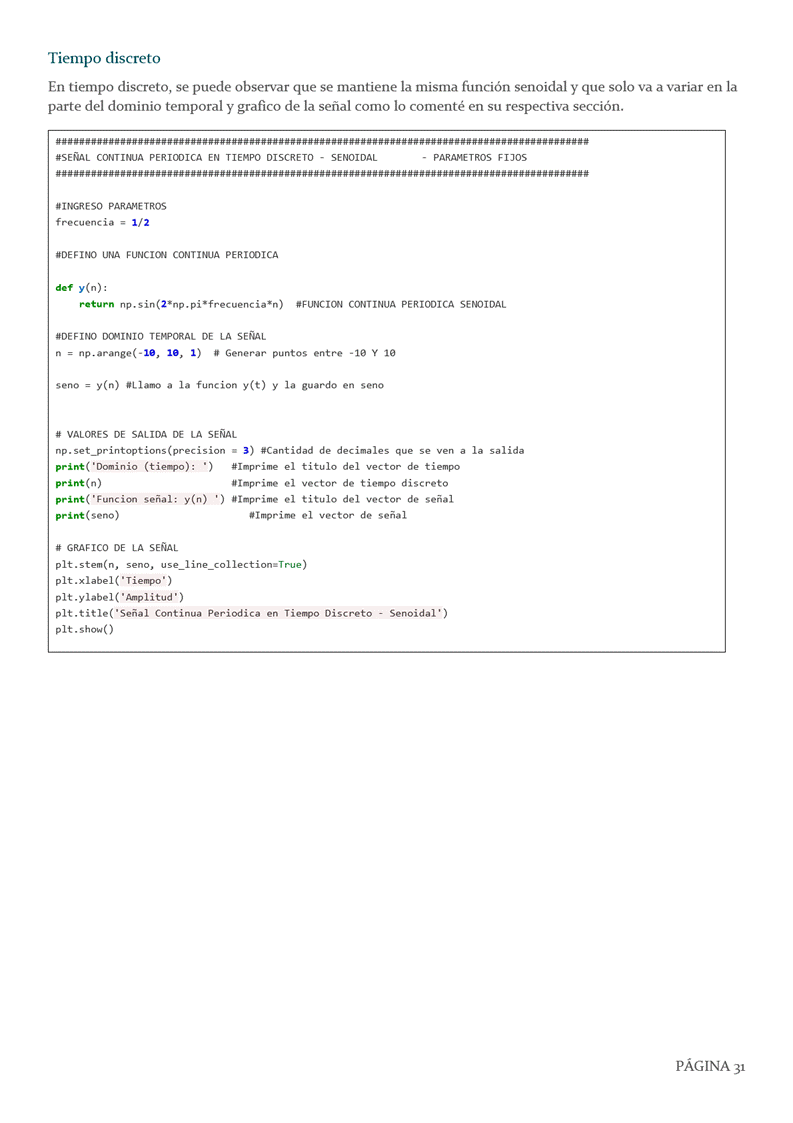 Tiempo discreto
En tiempo discreto, se puede observar que se mantiene la misma función senoidal y que solo va a variar en la
parte del dominio temporal y grafico de la señal como lo comenté en su respectiva sección.
###########################################################################################
#SEÑAL CONTINUA PERIODICA EN TIEMPO DISCRETO - SENOIDAL       - PARAMETROS FIJOS
###########################################################################################
#INGRESO PARAMETROS
frecuencia = 1/2
#DEFINO UNA FUNCION CONTINUA PERIODICA
def y(n):
    return np.sin(2*np.pi*frecuencia*n)  #FUNCION CONTINUA PERIODICA SENOIDAL
#DEFINO DOMINIO TEMPORAL DE LA SEÑAL
n = np.arange(-10, 10, 1)  # Generar puntos entre -10 Y 10
seno = y(n) #Llamo a la funcion y(t) y la guardo en seno
# VALORES DE SALIDA DE LA SEÑAL
np.set_printoptions(precision = 3) #Cantidad de decimales que se ven a la salida
print('Dominio (tiempo): ')   #Imprime el titulo del vector de tiempo
print(n)                      #Imprime el vector de tiempo discreto
print('Funcion señal: y(n) ') #Imprime el titulo del vector de señal
print(seno)                      #Imprime el vector de señal
# GRAFICO DE LA SEÑAL
plt.stem(n, seno, use_line_collection=True)
plt.xlabel('Tiempo')
plt.ylabel('Amplitud')
plt.title('Señal Continua Periodica en Tiempo Discreto - Senoidal')
plt.show()
PÁGINA 31